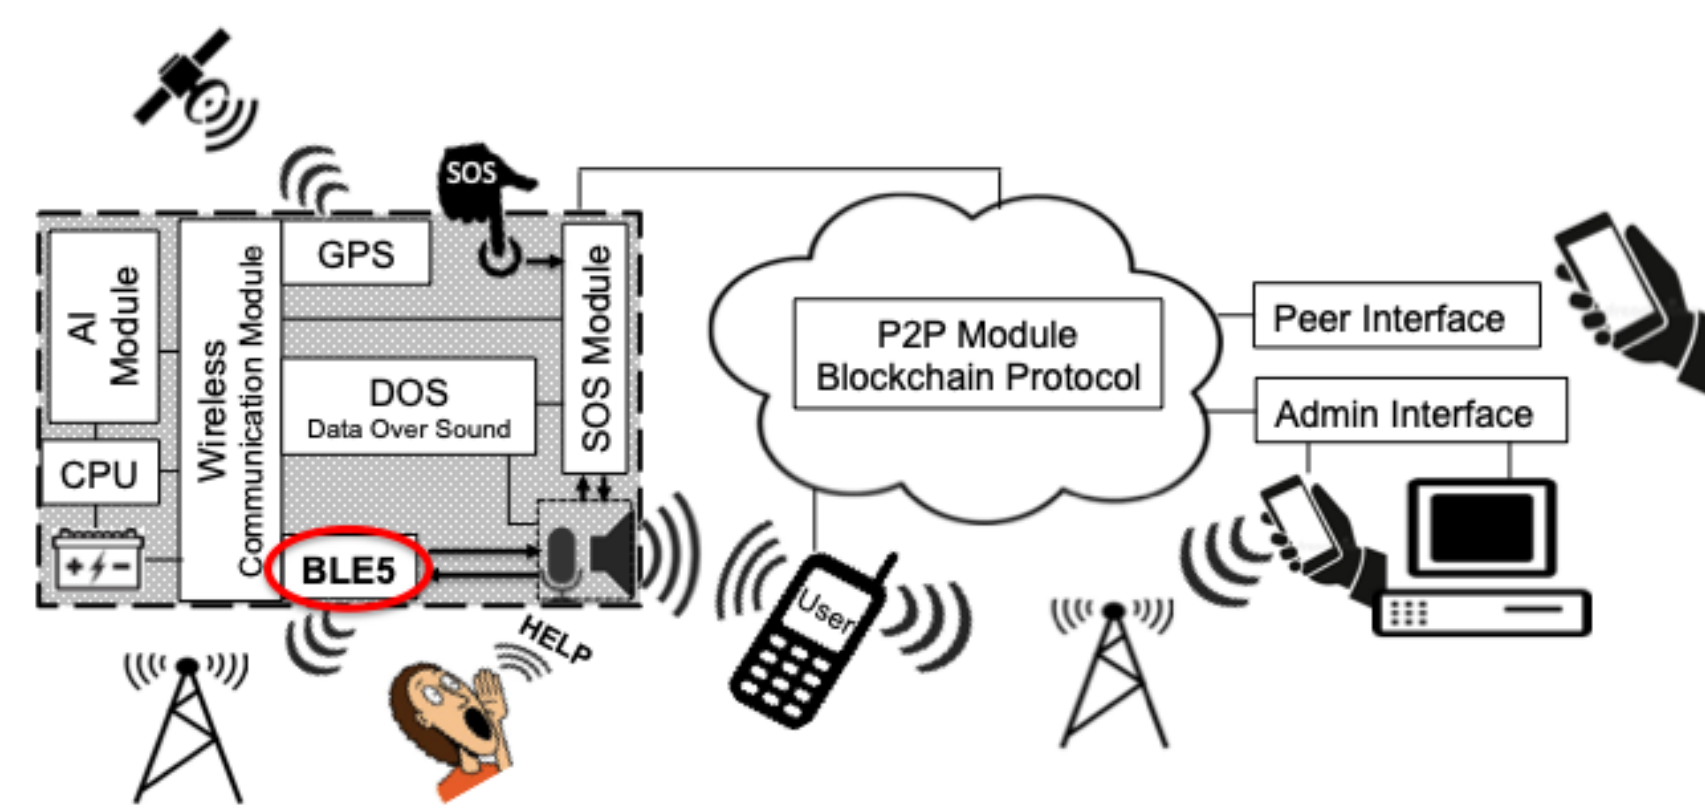 SOS
GPS
AI
Module
Wireless
Communication Module
SOS Module
DOS
Data Over Sound
CPU
+ -
BLE5
HELP
P2P Module
Blockchain Protocol
User
Peer Interface
Admin Interface